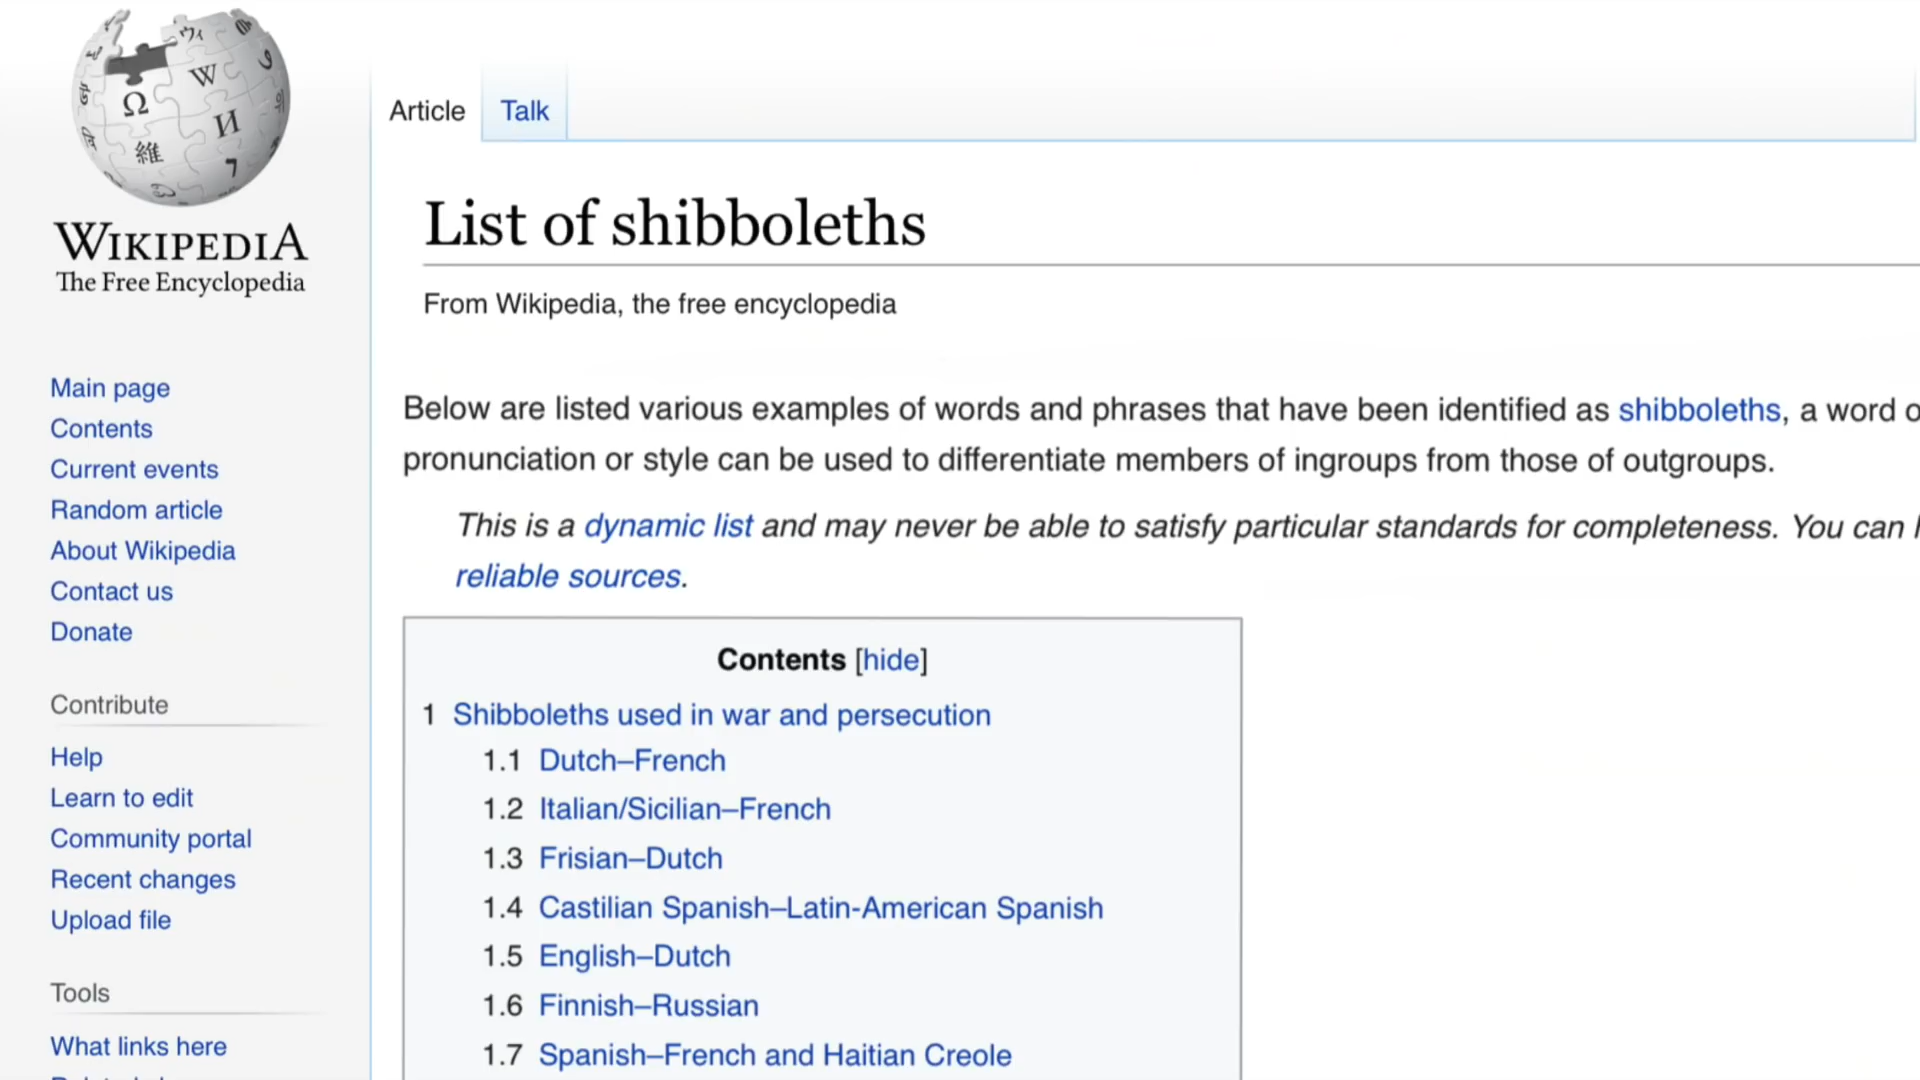 WIKIPEDIA
The Free Encyclopedia
Main page
Contents
Current events
Random article
About Wikipedia
Contact us
Donate
Contribute
Help
Learn to edit
Community portal
Recent changes
Upload file
Tools
What links here
Article Talk
List of shibboleths
From Wikipedia, the free encyclopedia
Below are listed various examples of words and phrases that have been identified as shibboleths, a word
pronunciation or style can be used to differentiate members of ingroups from those of outgroups.
This is a dynamic list and may never be able to satisfy particular standards for completeness. You can
reliable sources.
Contents [hide]
1 Shibboleths used in war and persecution
1.1 Dutch–French
1.2 Italian/Sicilian–French
1.3 Frisian–Dutch
1.4 Castilian Spanish–Latin-American Spanish
1.5 English–Dutch
1.6 Finnish–Russian
1.7 Spanish–French and Haitian Creole